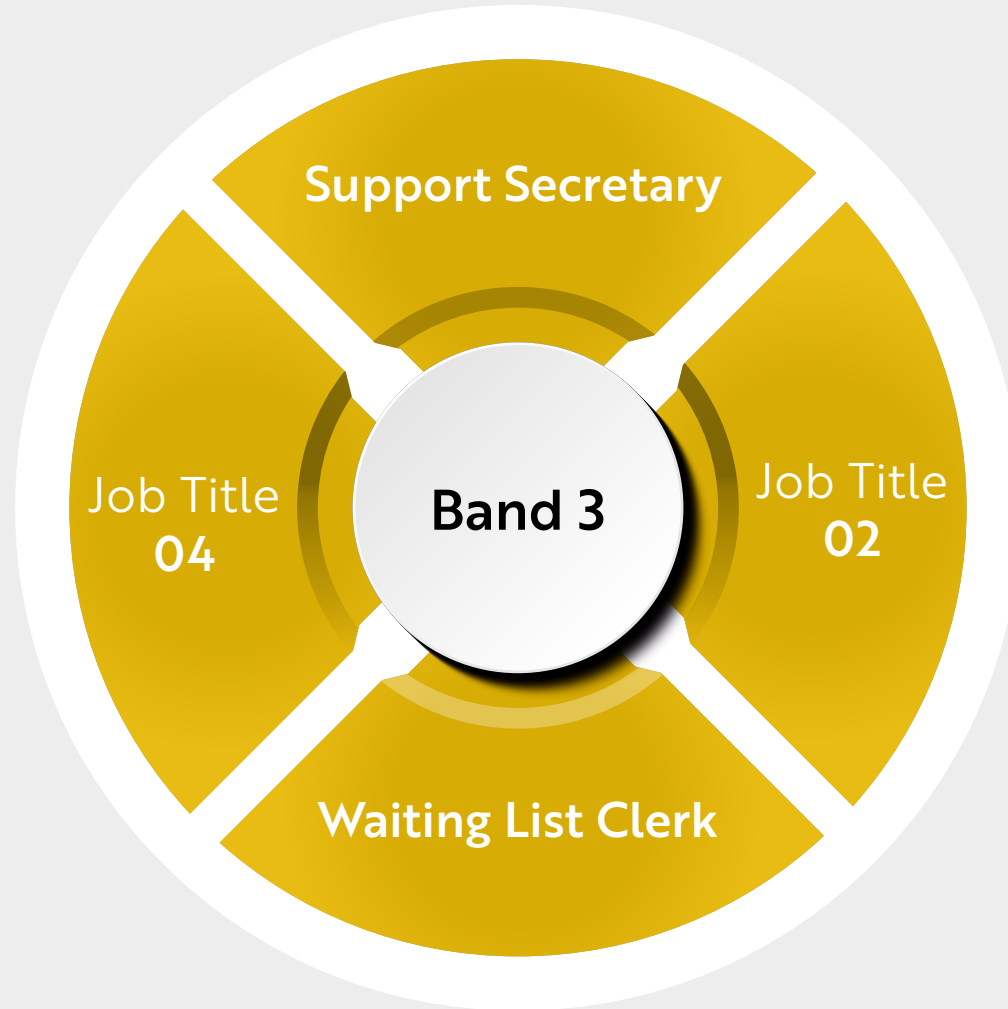 Support Secretary
Job Title
02
Band 3
Job Title
04
Waiting List Clerk